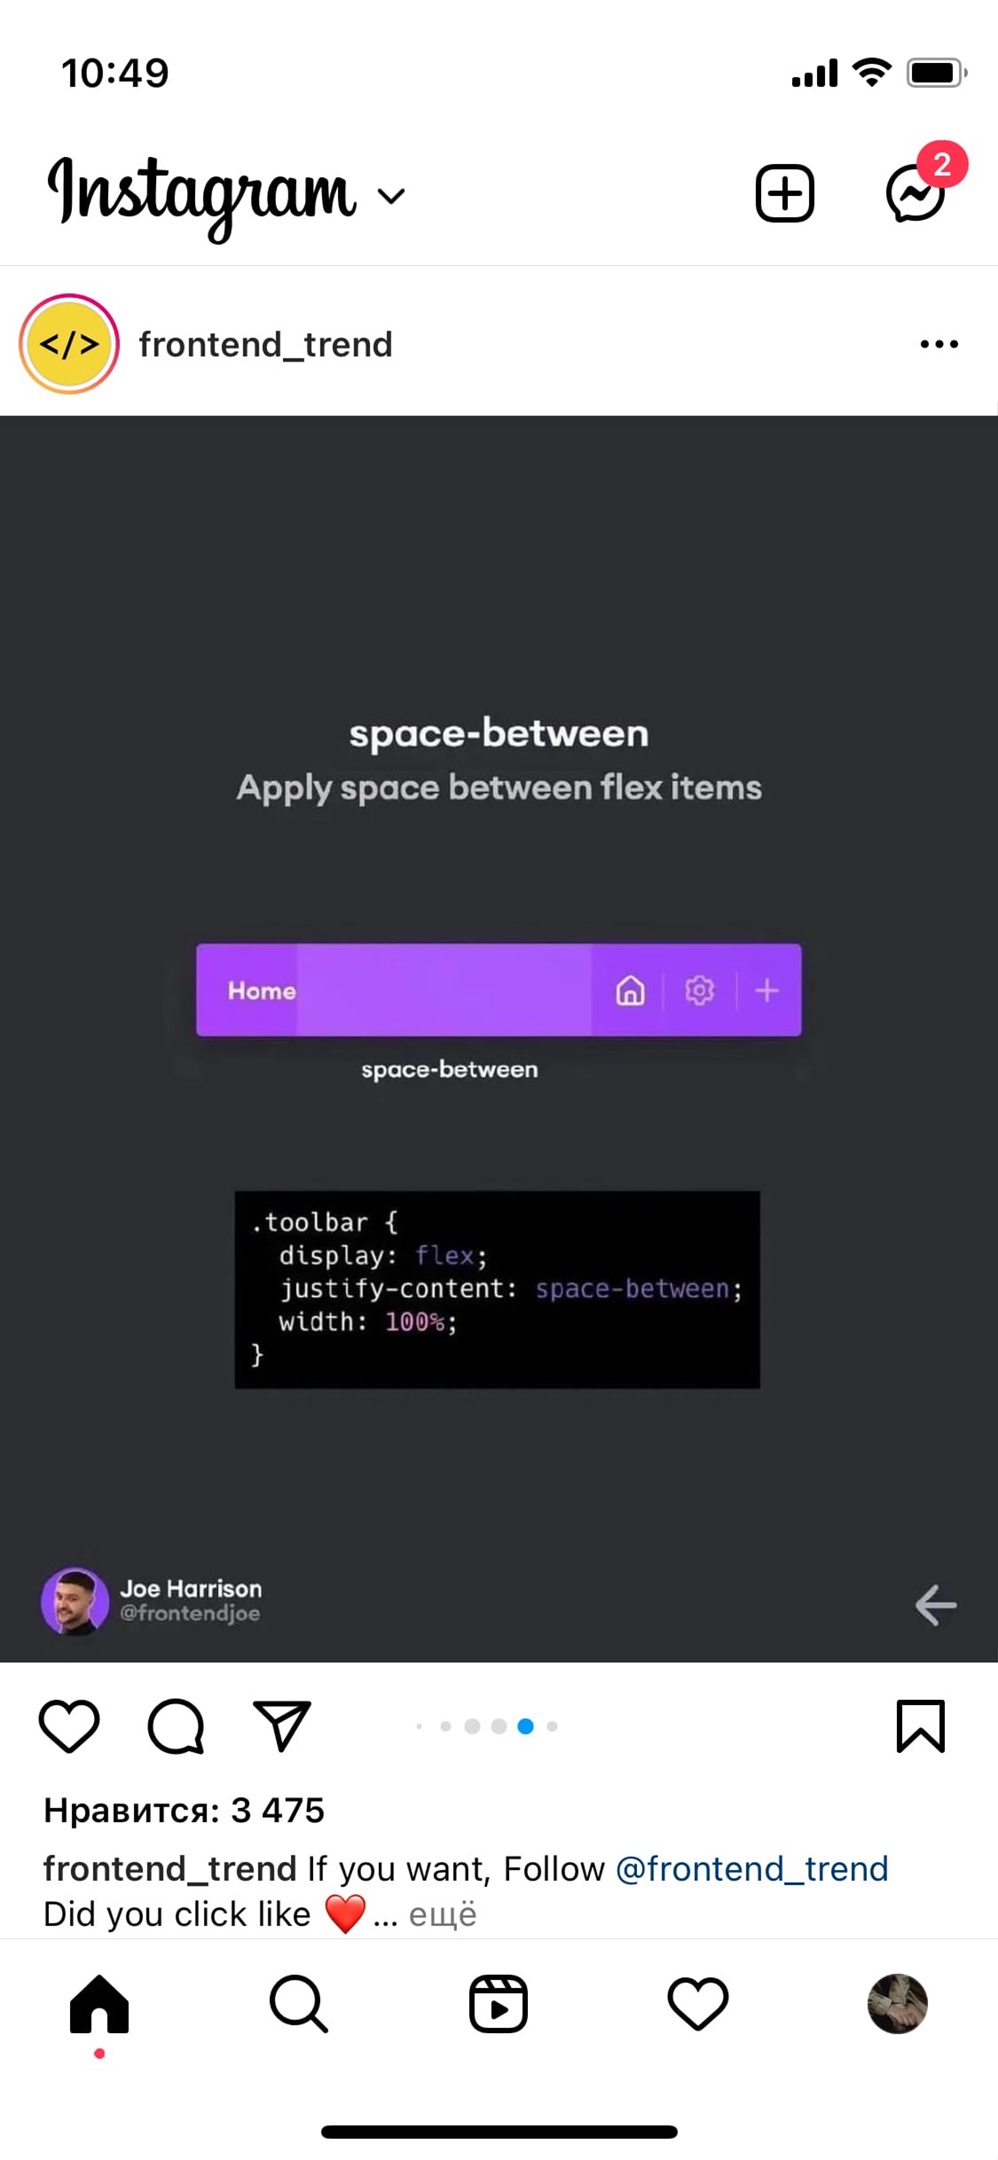 10:49
Instagram
2
</> frontend_trend
space-between
Apply space between flex items
Home
space-between
.toolbar {
display: flex;
justify-content: space-between;
width: 100%;
}
Joe Harrison
@frontendjoe
Нравится: 3 475
frontend_trend If you want, Follow @frontend_trend
Did you click like ❤️... ещё